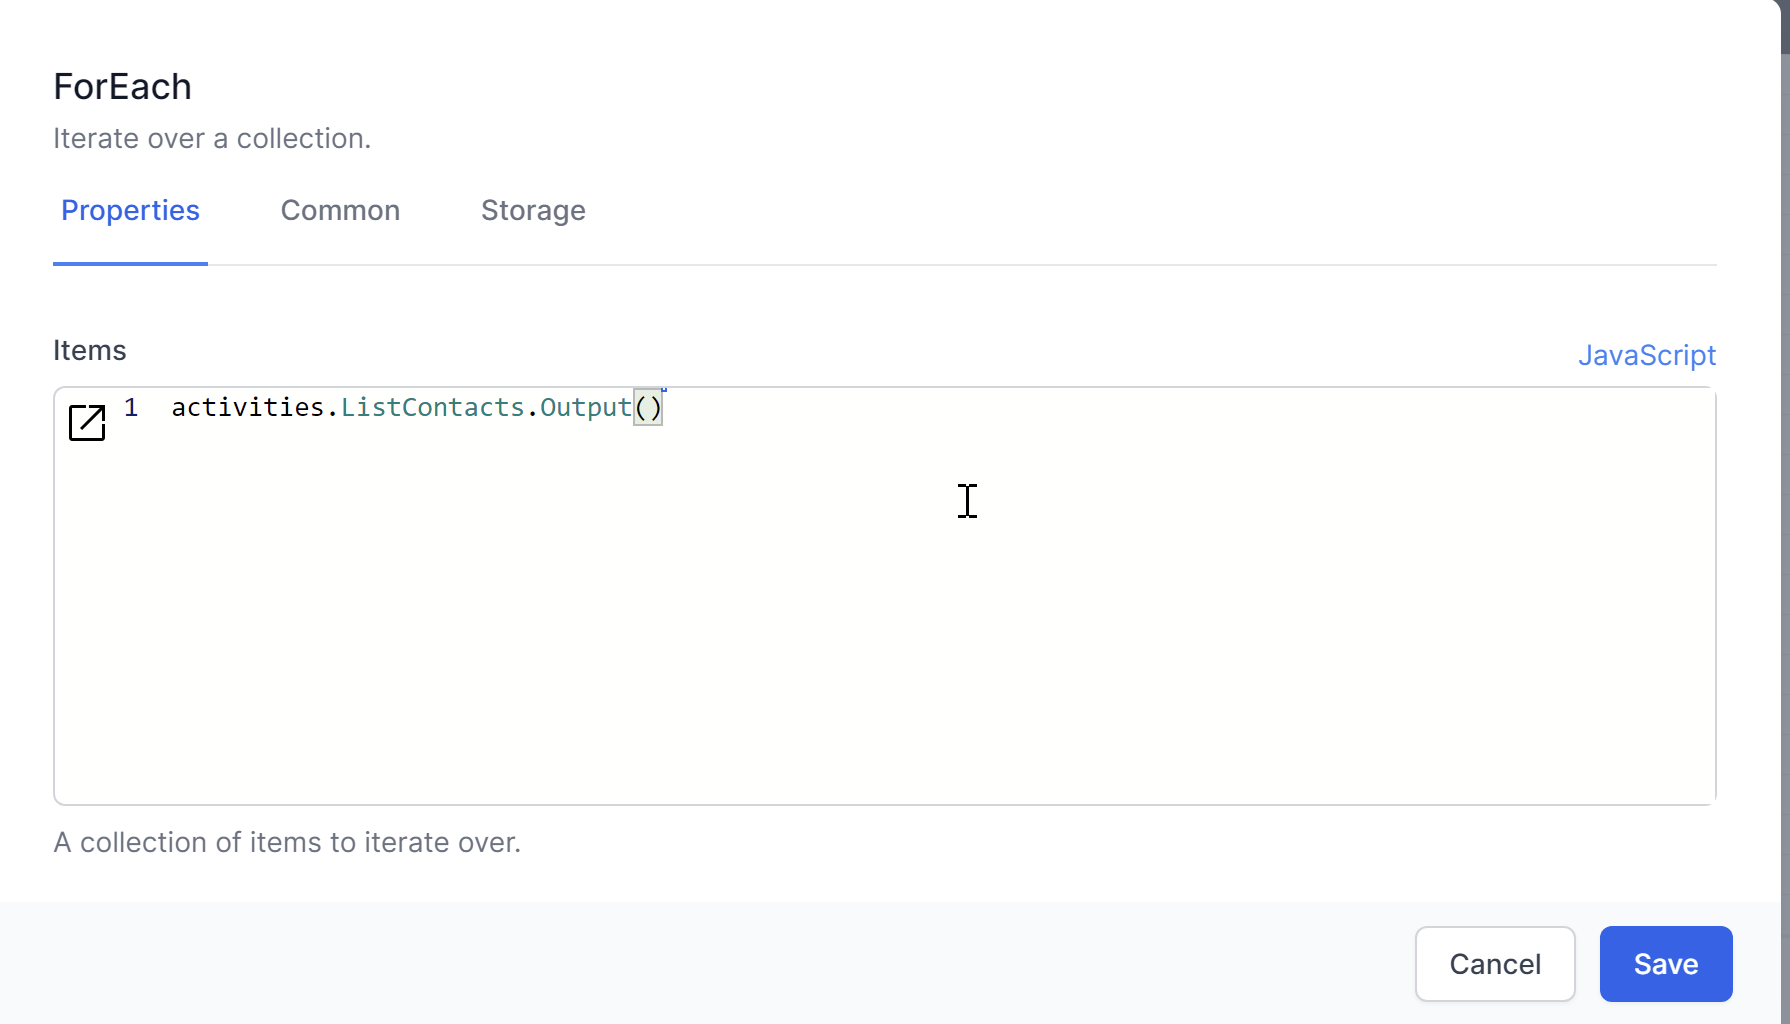 ForEach
Iterate over a collection.
Properties Common Storage
Items JavaScript
1 activities.ListContacts.Output()
A collection of items to iterate over.
Cancel Save